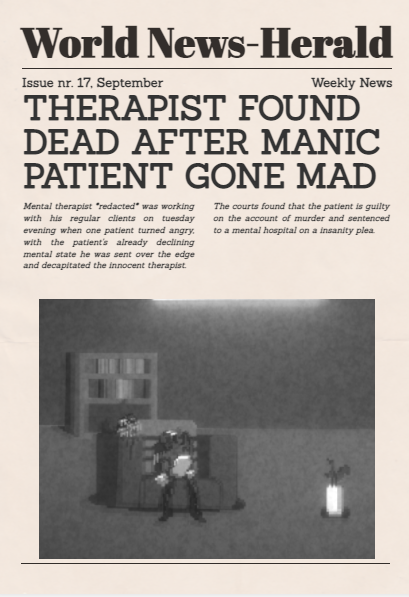 World News-Herald
Issue nr. 17, September
Weekly News
THERAPIST FOUND
DEAD AFTER MANIC
PATIENT GONE MAD
Mental therapist *redacted* was working
with his regular clients on tuesday
evening when one patient turned angry,
with the patient's already declining
mental state he was sent over the edge
and decapitated the innocent therapist.
The courts found that the patient is guilty
on the account of murder and sentenced
to a mental hospital on a insanity plea.